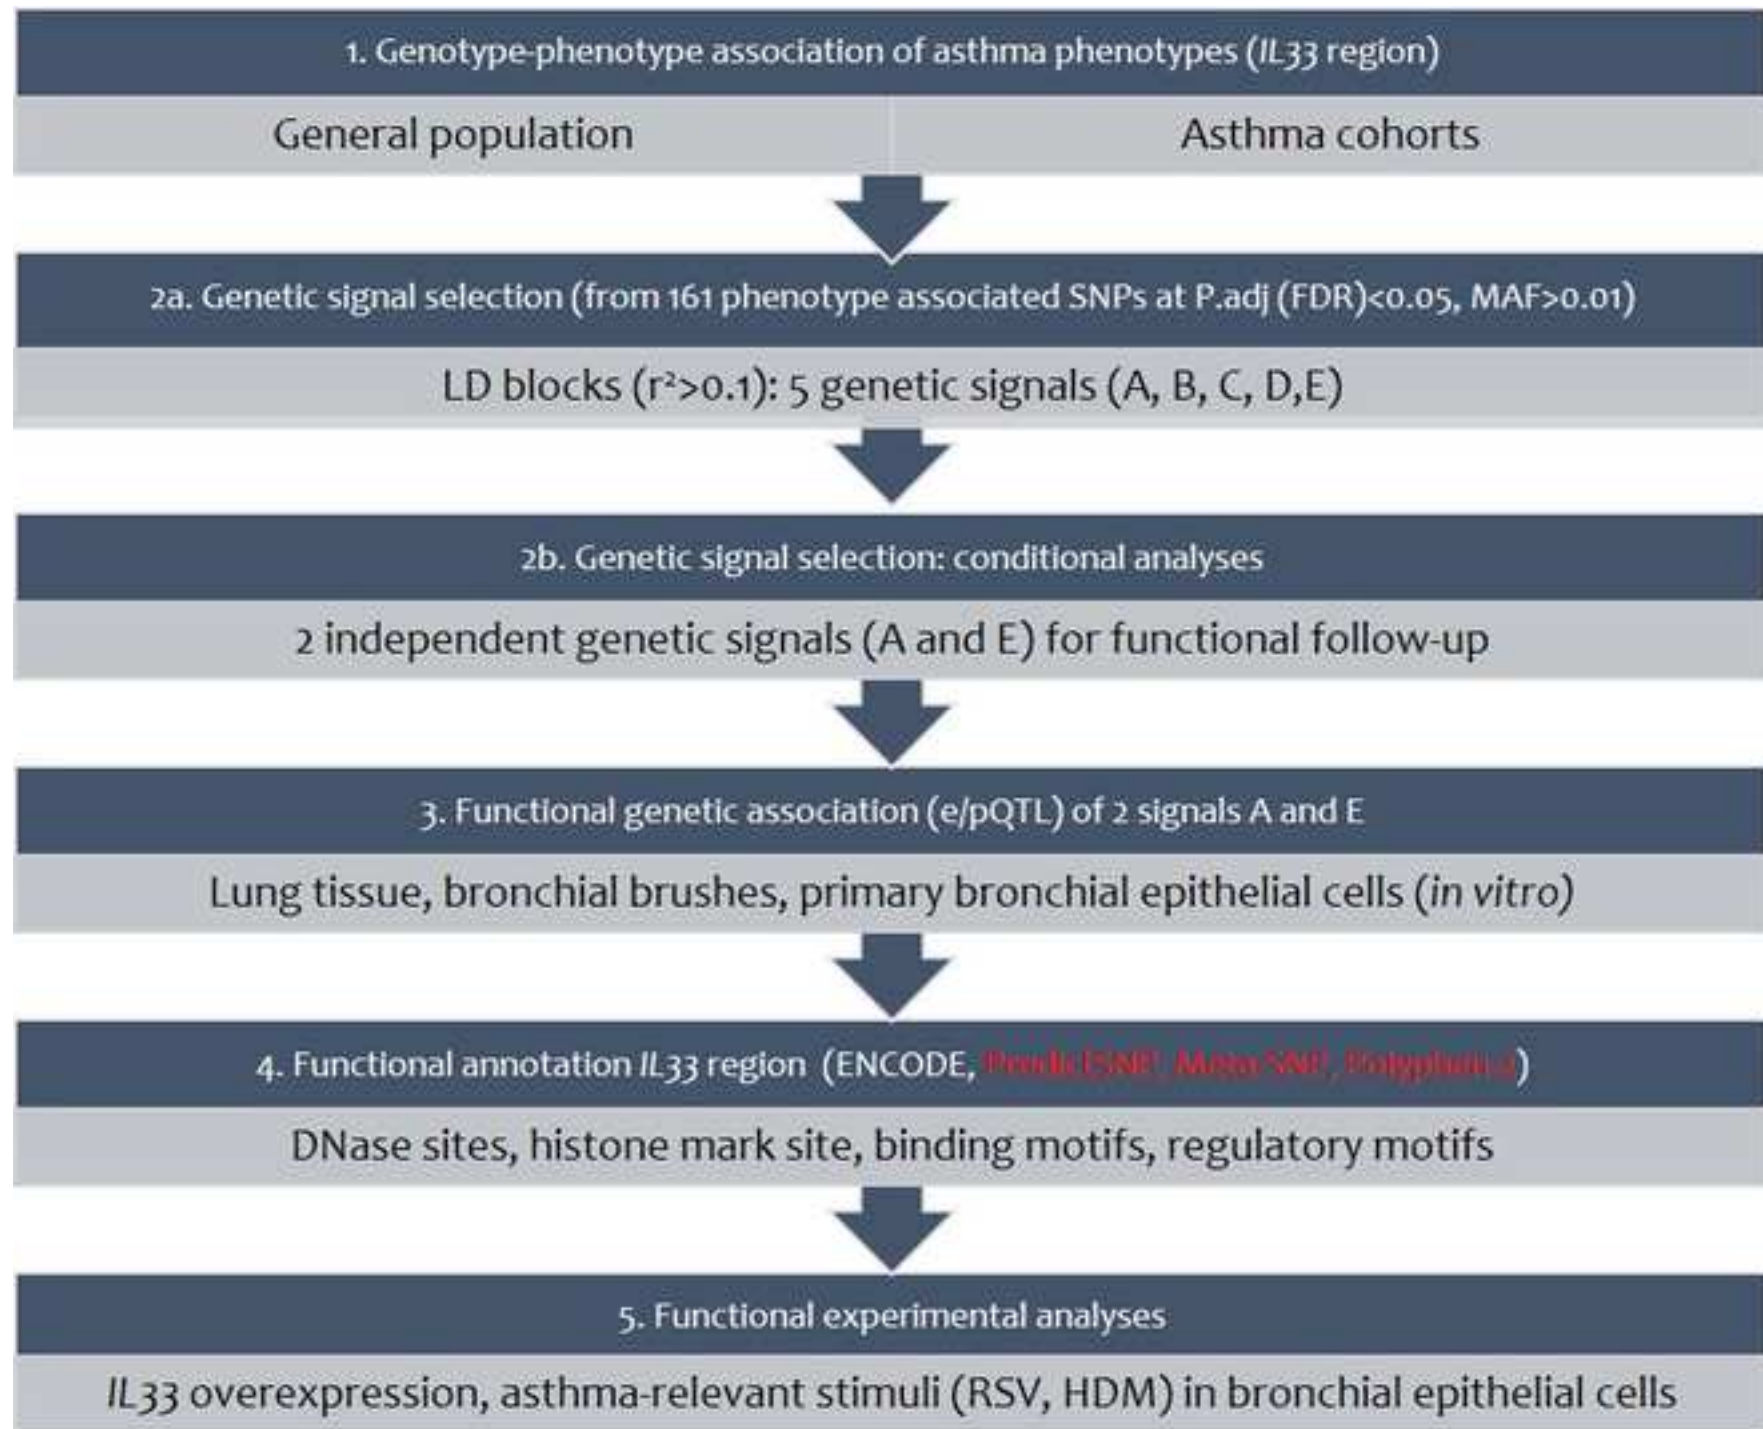 1. Genotype-phenotype association of asthma phenotypes (IL33 region)
General population
Asthma cohorts
2a. Genetic signal selection (from 161 phenotype associated SNPs at P.adj (FDR)<0.05, MAF>0.01)
LD blocks (r²>0.1): 5 genetic signals (A, B, C, D,E)
2b. Genetic signal selection: conditional analyses
2 independent genetic signals (A and E) for functional follow-up
3. Functional genetic association (e/pQTL) of 2 signals A and E
Lung tissue, bronchial brushes, primary bronchial epithelial cells (in vitro)
4. Functional annotation IL33 region (ENCODE, )
DNase sites, histone mark site, binding motifs, regulatory motifs
5. Functional experimental analyses
IL33 overexpression, asthma-relevant stimuli (RSV, HDM) in bronchial epithelial cells